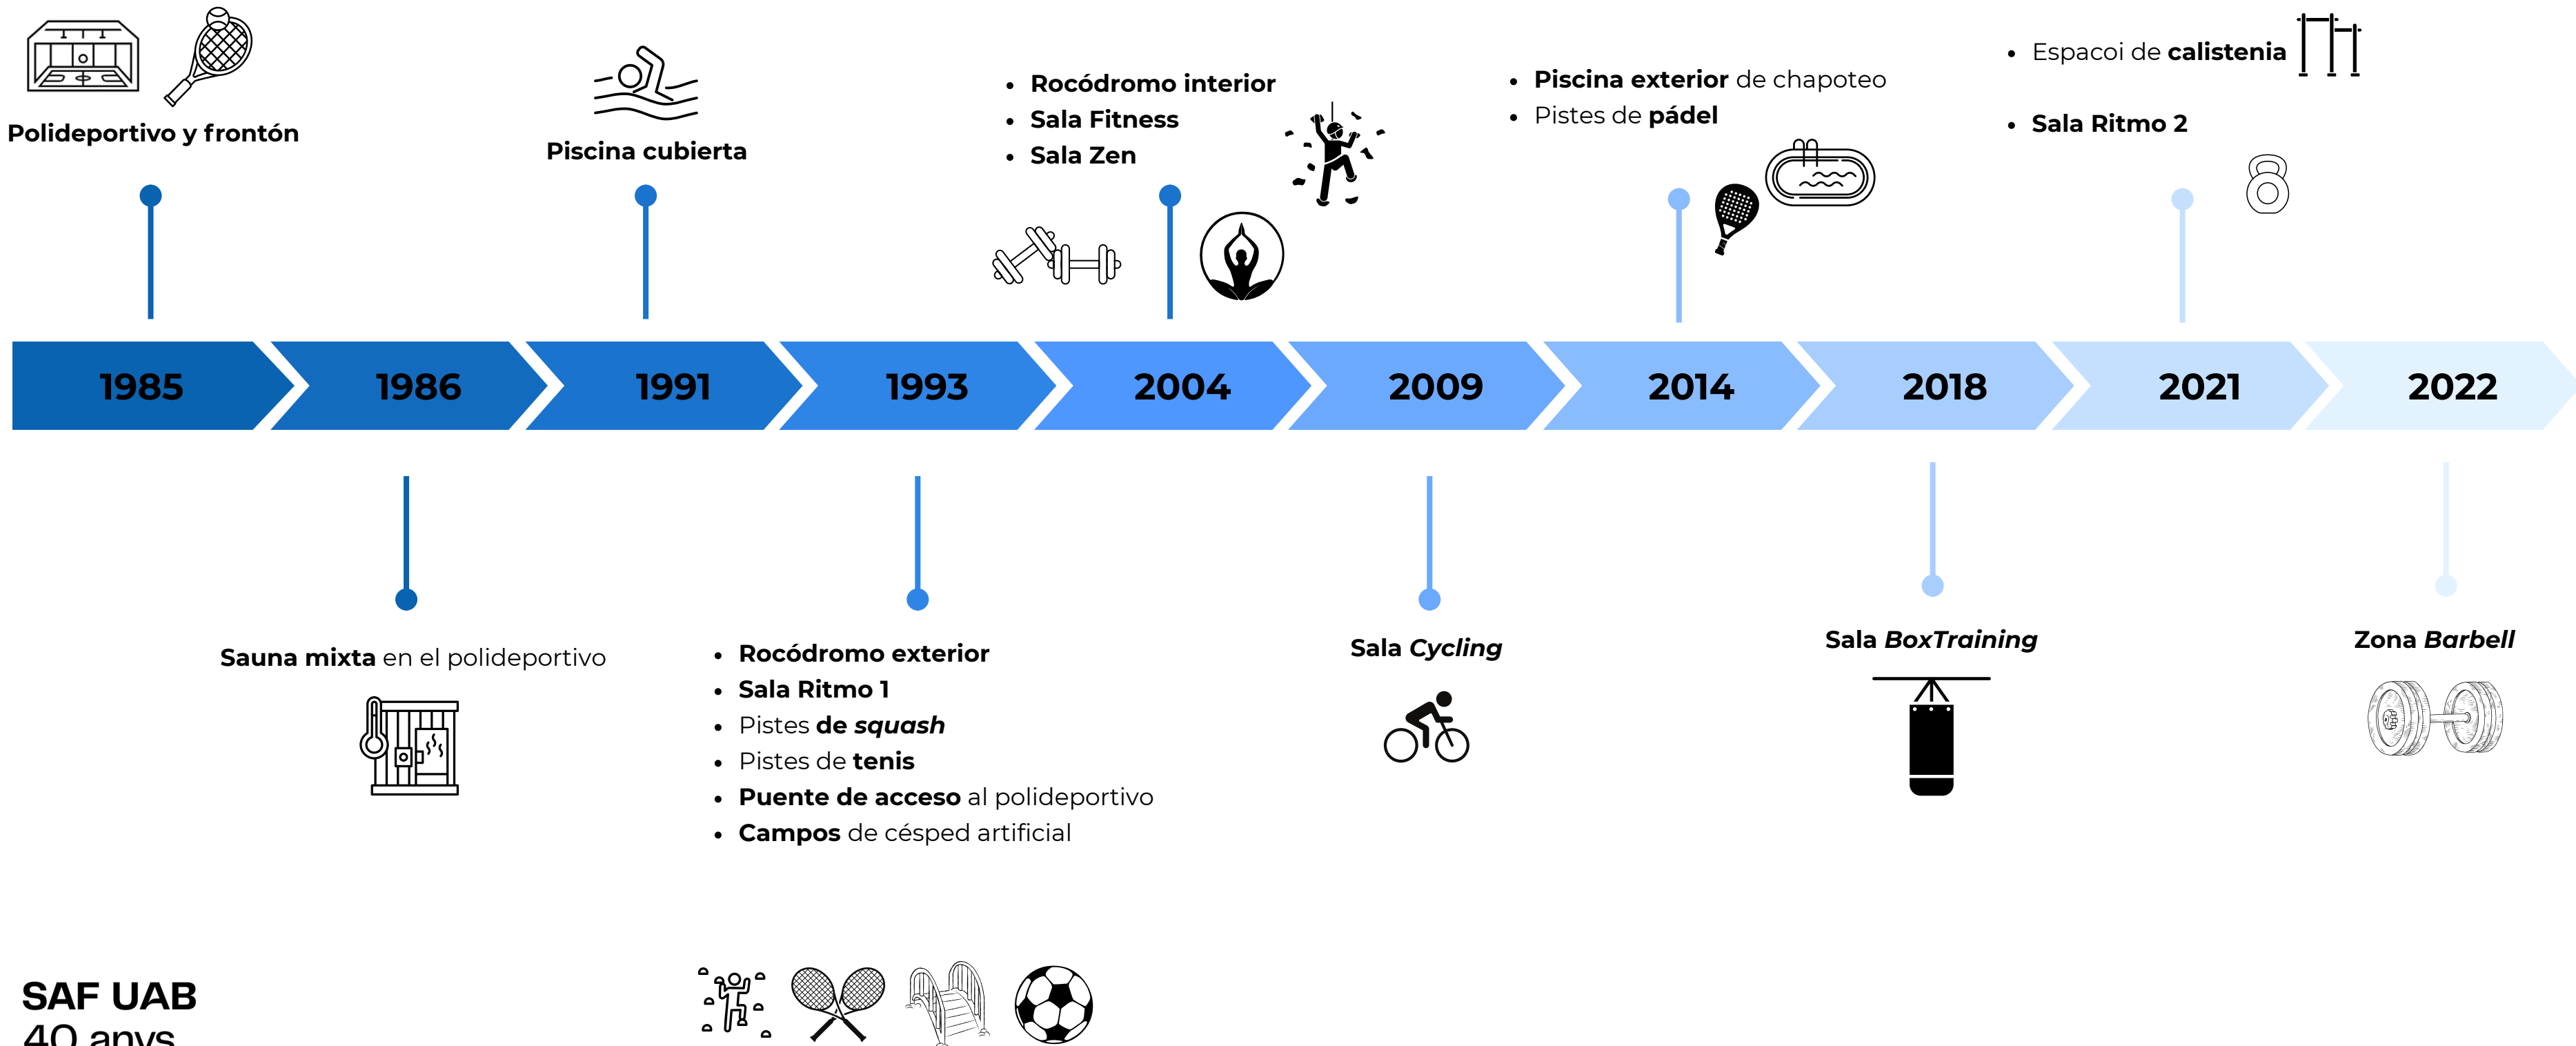 Polideportivo y frontón
Piscina cubierta
• Rocódromo interior
• Sala Fitness
• Sala Zen
• Piscina exterior de chapoteo
• Pistes de pádel
• Espacoi de calistenia
• Sala Ritmo 2
1985
1986
1991
1993
2004
2009
2014
2018
2021
2022
Sauna mixta en el polideportivo
• Rocódromo exterior
• Sala Ritmo 1
• Pistes de squash
• Pistes de tenis
• Puente de acceso al polideportivo
• Campos de césped artificial
Sala Cycling
Sala BoxTraining
Zona Barbell
SAF UAB
40 anys